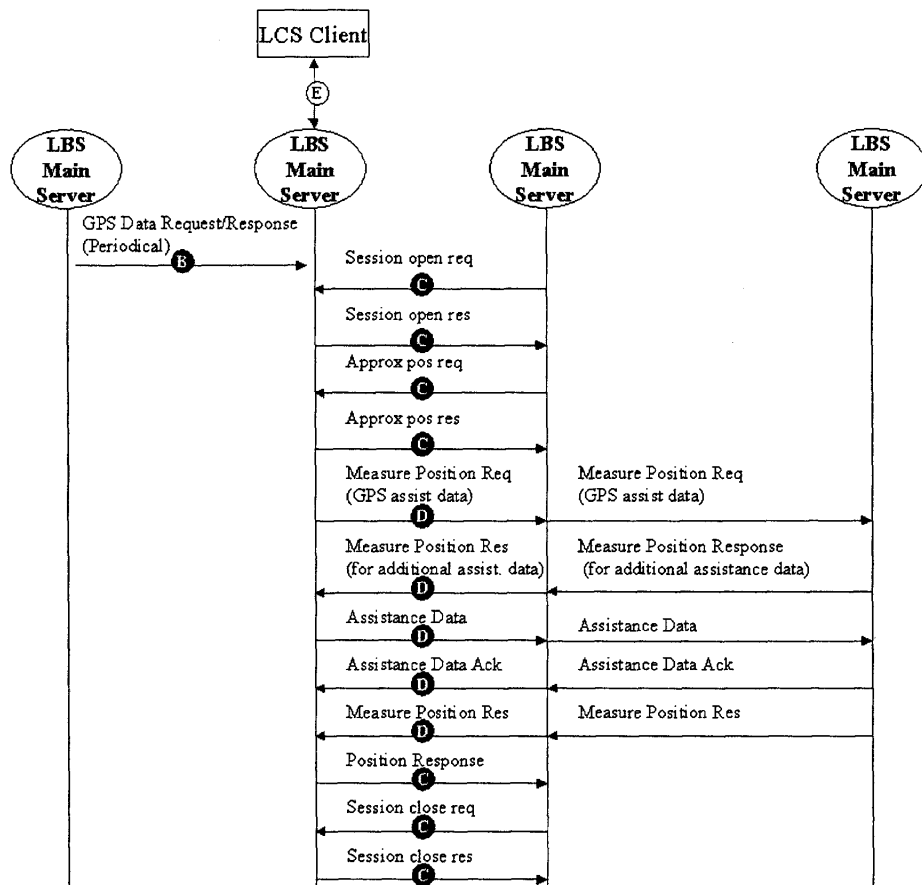 LCS Client
E
LBS
Main
Server
LBS
Main
Server
LBS
Main
Server
LBS
Main
Server
GPS Data Request/Response
(Periodical)
B
Session open req
C
Session open res
C
Approx pos req
C
Approx pos res
C
Measure Position Req
(GPS assist data)
D
Measure Position Req
(GPS assist data)
Measure Position Res
(for additional assist. data)
D
Measure Position Response
(for additional assistance data)
Assistance Data
D
Assistance Data
Assistance Data Ack
D
Assistance Data Ack
Measure Position Res
D
Measure Position Res
Position Response
C
Session close req
C
Session close res
C